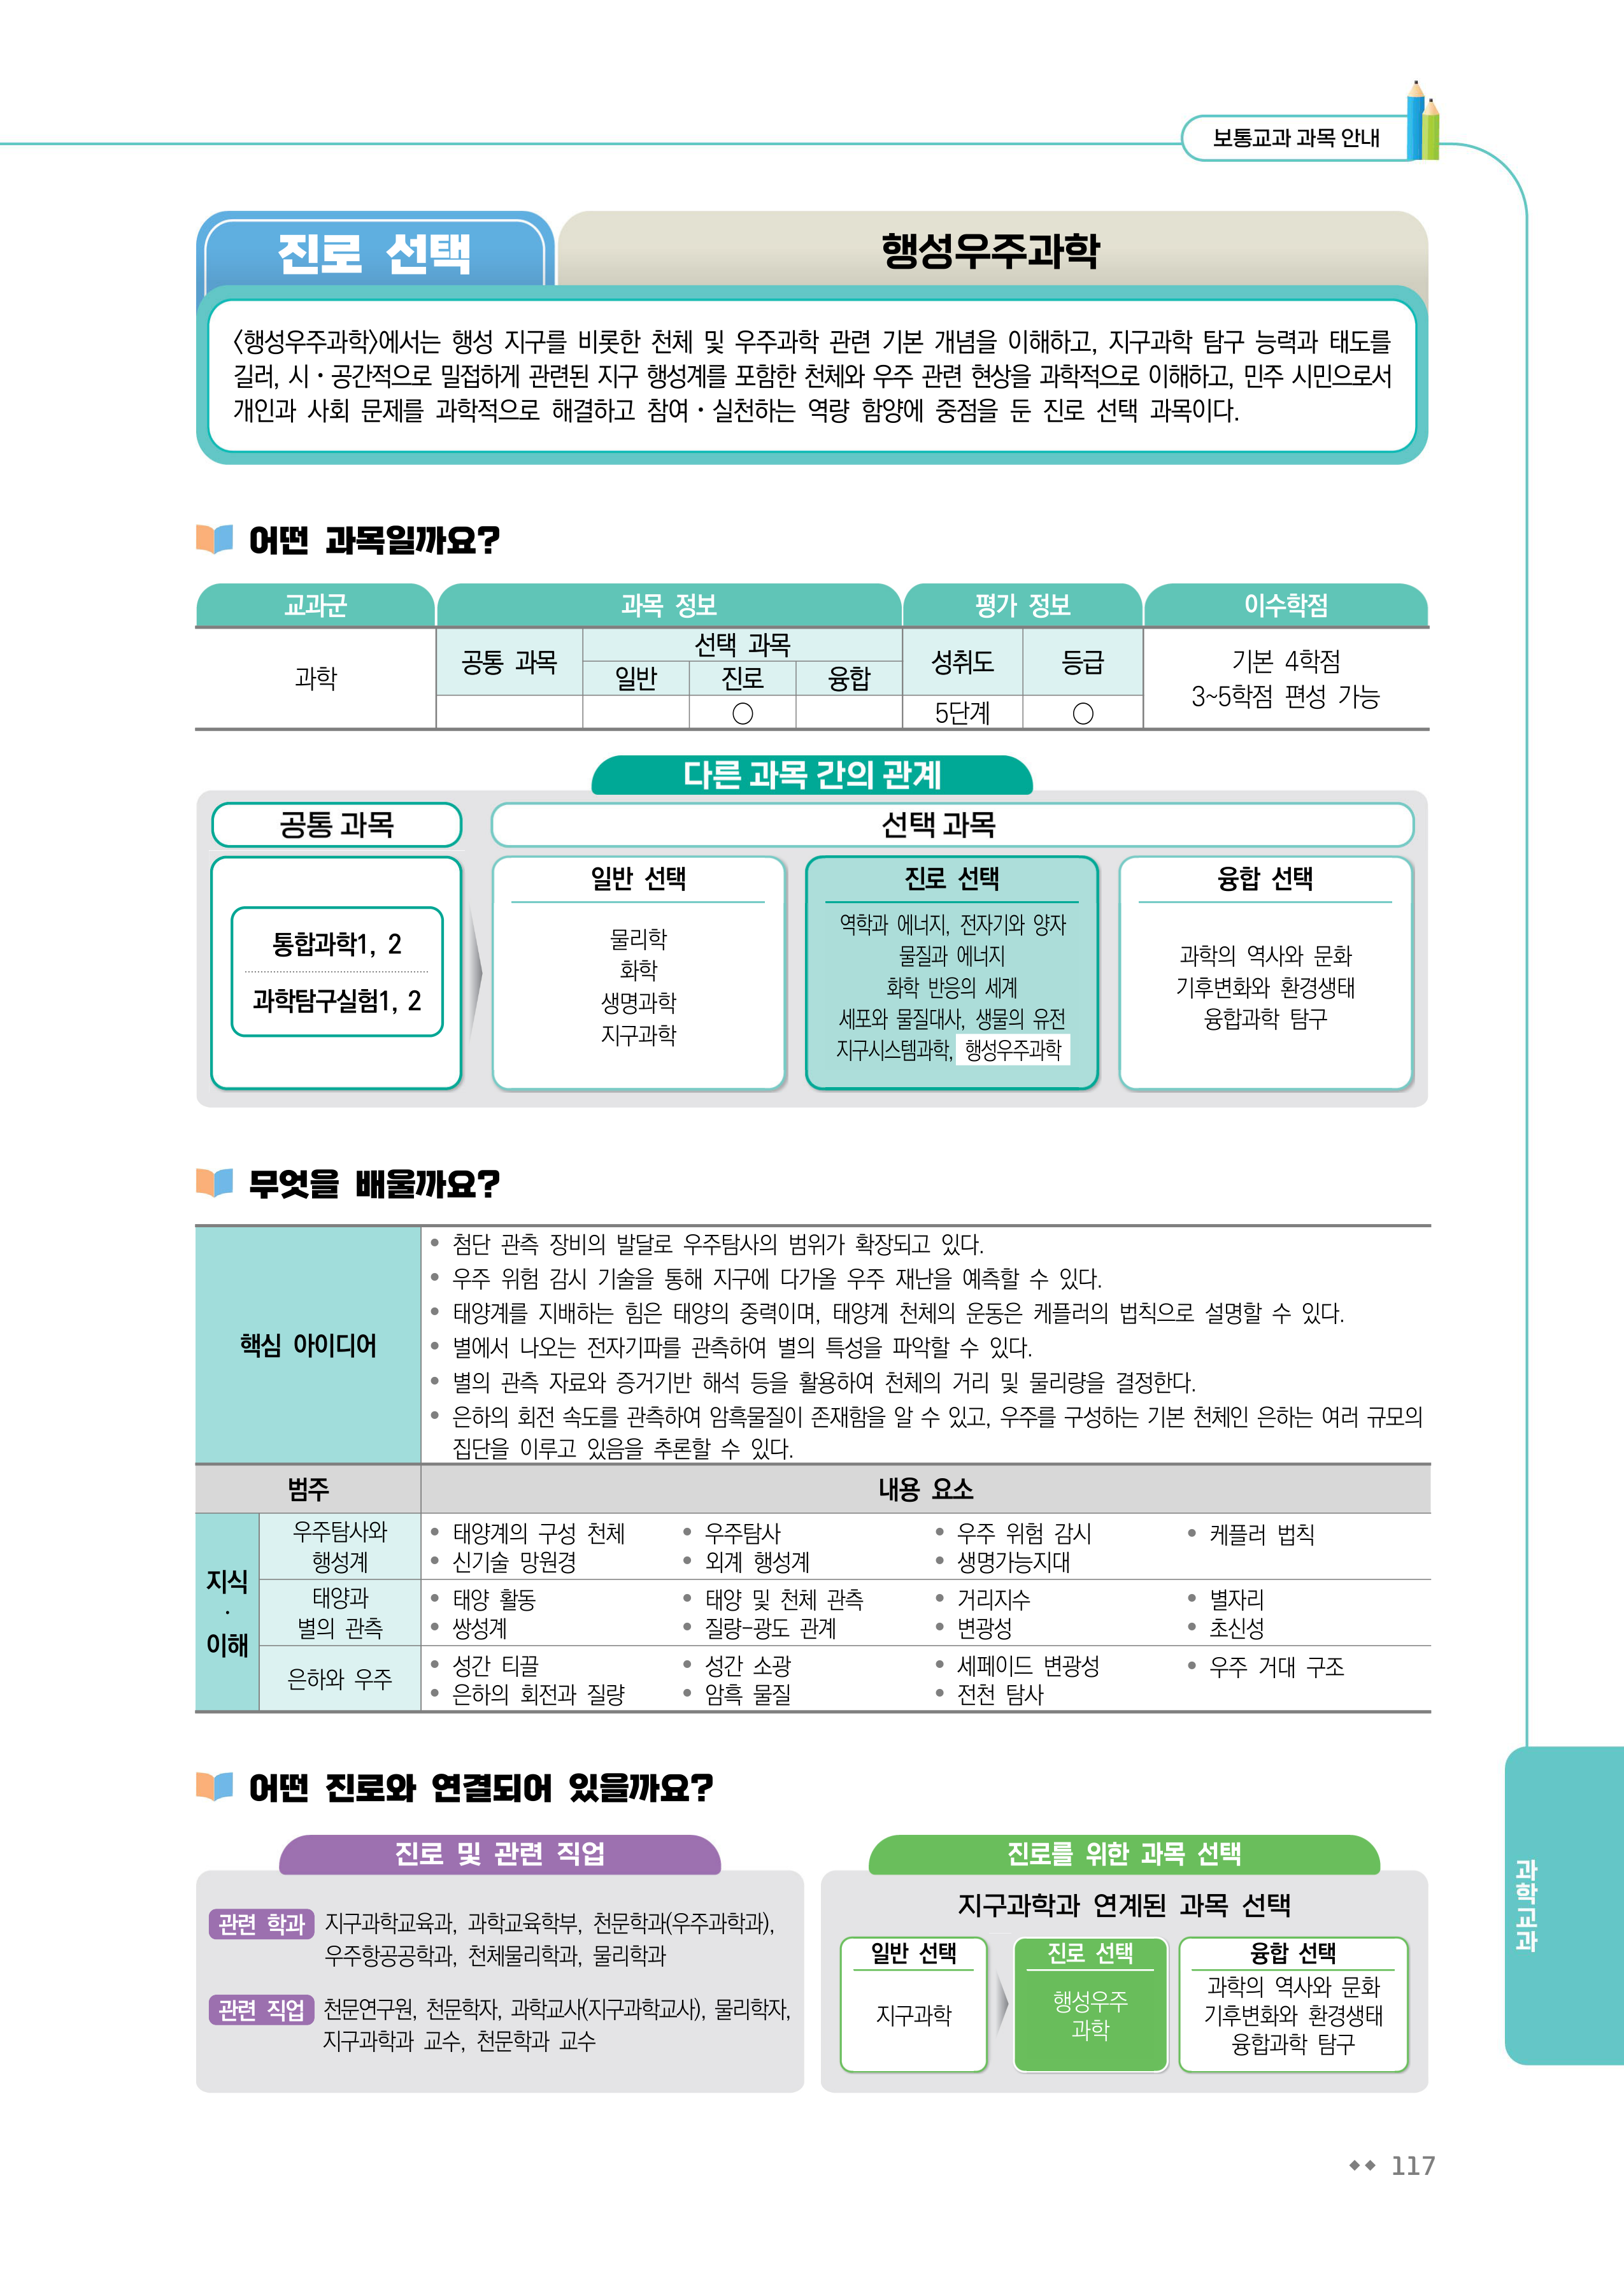 보통교과 과목 안내
진로 선택
행성우주과학
<행성우주과학>에서는 행성 지구를 비롯한 천체 및 우주과학 관련 기본 개념을 이해하고, 지구과학 탐구 능력과 태도를
길러, 시・공간적으로 밀접하게 관련된 지구 행성계를 포함한 천체와 우주 관련 현상을 과학적으로 이해하고, 민주 시민으로서
개인과 사회 문제를 과학적으로 해결하고 참여・실천하는 역량 함양에 중점을 둔 진로 선택 과목이다.
어떤 과목일까요?
교과군 과목 정보 평가 정보 이수학점
과학
공통 과목
선택 과목
일반 진로 융합
○
성취도 등급
5단계 ○
기본 4학점
3~5학점 편성 가능
다른 과목 간의 관계
공통 과목
선택 과목
통합과학1, 2
과학탐구실험1, 2
일반 선택
물리학
화학
생명과학
지구과학
진로 선택
역학과 에너지, 전자기와 양자
물질과 에너지
화학 반응의 세계
세포와 물질대사, 생물의 유전
지구시스템과학, 행성우주과학
융합 선택
과학의 역사와 문화
기후변화와 환경생태
융합과학 탐구
무엇을 배울까요?
핵심 아이디어
• 첨단 관측 장비의 발달로 우주탐사의 범위가 확장되고 있다.
• 우주 위험 감시 기술을 통해 지구에 다가올 우주 재난을 예측할 수 있다.
• 태양계를 지배하는 힘은 태양의 중력이며, 태양계 천체의 운동은 케플러의 법칙으로 설명할 수 있다.
• 별에서 나오는 전자기파를 관측하여 별의 특성을 파악할 수 있다.
• 별의 관측 자료와 증거기반 해석 등을 활용하여 천체의 거리 및 물리량을 결정한다.
• 은하의 회전 속도를 관측하여 암흑물질이 존재함을 알 수 있고, 우주를 구성하는 기본 천체인 은하는 여러 규모의
집단을 이루고 있음을 추론할 수 있다.
범주 내용 요소
지식
·
이해
우주탐사와
행성계
• 태양계의 구성 천체 • 우주탐사 • 우주 위험 감시 • 케플러 법칙
• 신기술 망원경 • 외계 행성계 • 생명가능지대
태양과
별의 관측
• 태양 활동 • 태양 및 천체 관측 • 거리지수 • 별자리
• 쌍성계 • 질량-광도 관계 • 변광성 • 초신성
은하와 우주
• 성간 티끌 • 성간 소광 • 세페이드 변광성 • 우주 거대 구조
• 은하의 회전과 질량 • 암흑 물질 • 전천 탐사
어떤 진로와 연결되어 있을까요?
진로 및 관련 직업
관련 학과 지구과학교육과, 과학교육학부, 천문학과(우주과학과),
우주항공공학과, 천체물리학과, 물리학과
관련 직업 천문연구원, 천문학자, 과학교사(지구과학교사), 물리학자,
지구과학과 교수, 천문학과 교수
진로를 위한 과목 선택
지구과학과 연계된 과목 선택
일반 선택
지구과학
진로 선택
행성우주
과학
융합 선택
과학의 역사와 문화
기후변화와 환경생태
융합과학 탐구
과학교과
117